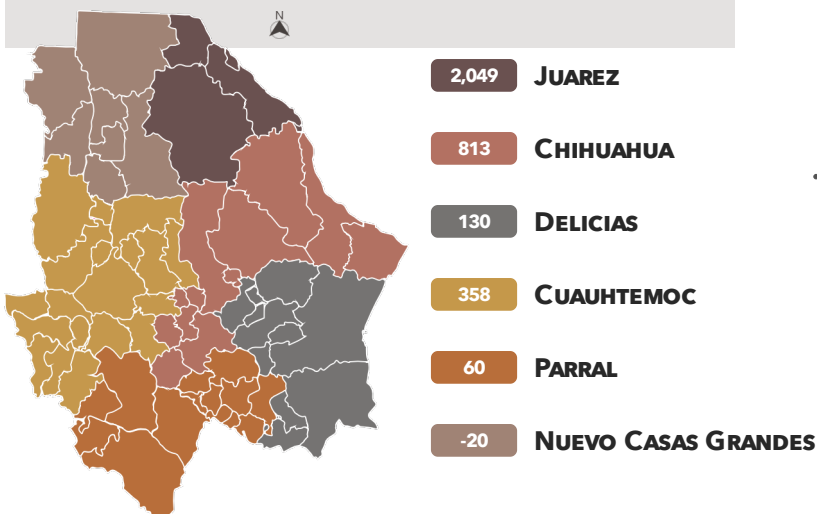 N
2,049 JUAREZ
813 CHIHUAHUA
130 DELICIAS
358 CUAUHTEMOC
60 PARRAL
-20 NUEVO CASAS GRANDES